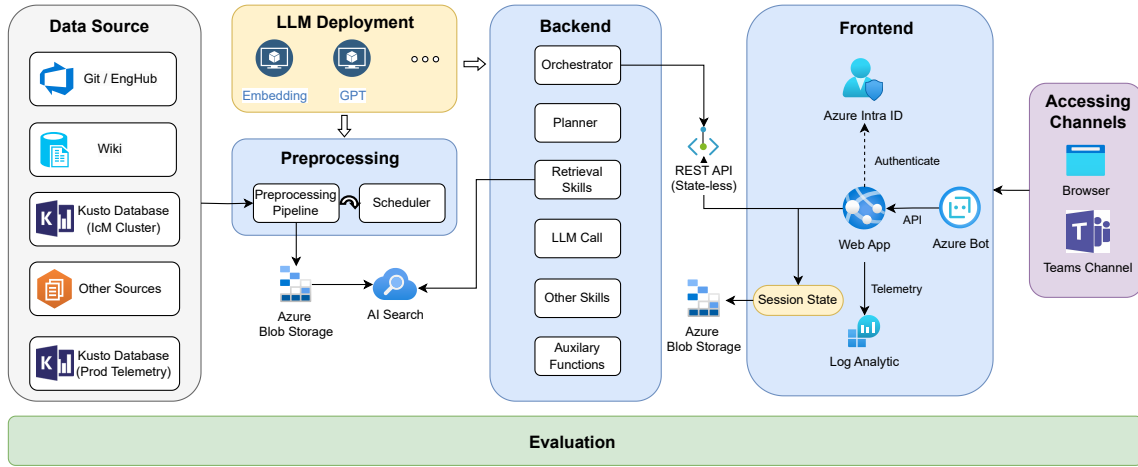 Data Source
Git / EngHub
Wiki
Kusto Database
(IcM Cluster)
Other Sources
Kusto Database
(Prod Telemetry)
LLM Deployment
Embedding
GPT
Preprocessing
Preprocessing
Pipeline
Scheduler
Azure
Blob Storage
AI Search
Backend
Orchestrator
Planner
Retrieval
Skills
LLM Call
Other Skills
Auxilary
Functions
REST API
(State-less)
Azure
Blob Storage
Frontend
Azure Intra ID
Authenticate
Web App
API
Azure Bot
Telemetry
Session State
Log Analytic
Accessing
Channels
Browser
Teams Channel
Evaluation